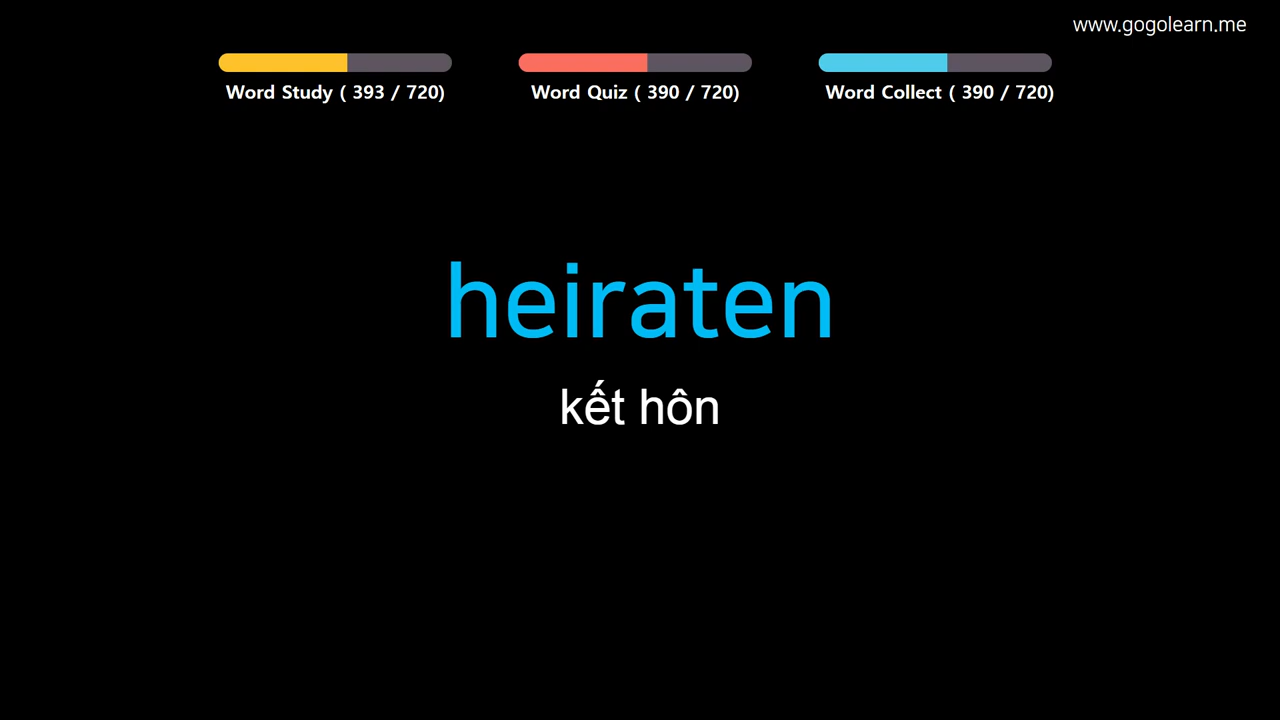 www.gogolearn.me
Word Study ( 393 / 720)
Word Quiz ( 390 / 720)
Word Collect ( 390 / 720)
heiraten
kết hôn